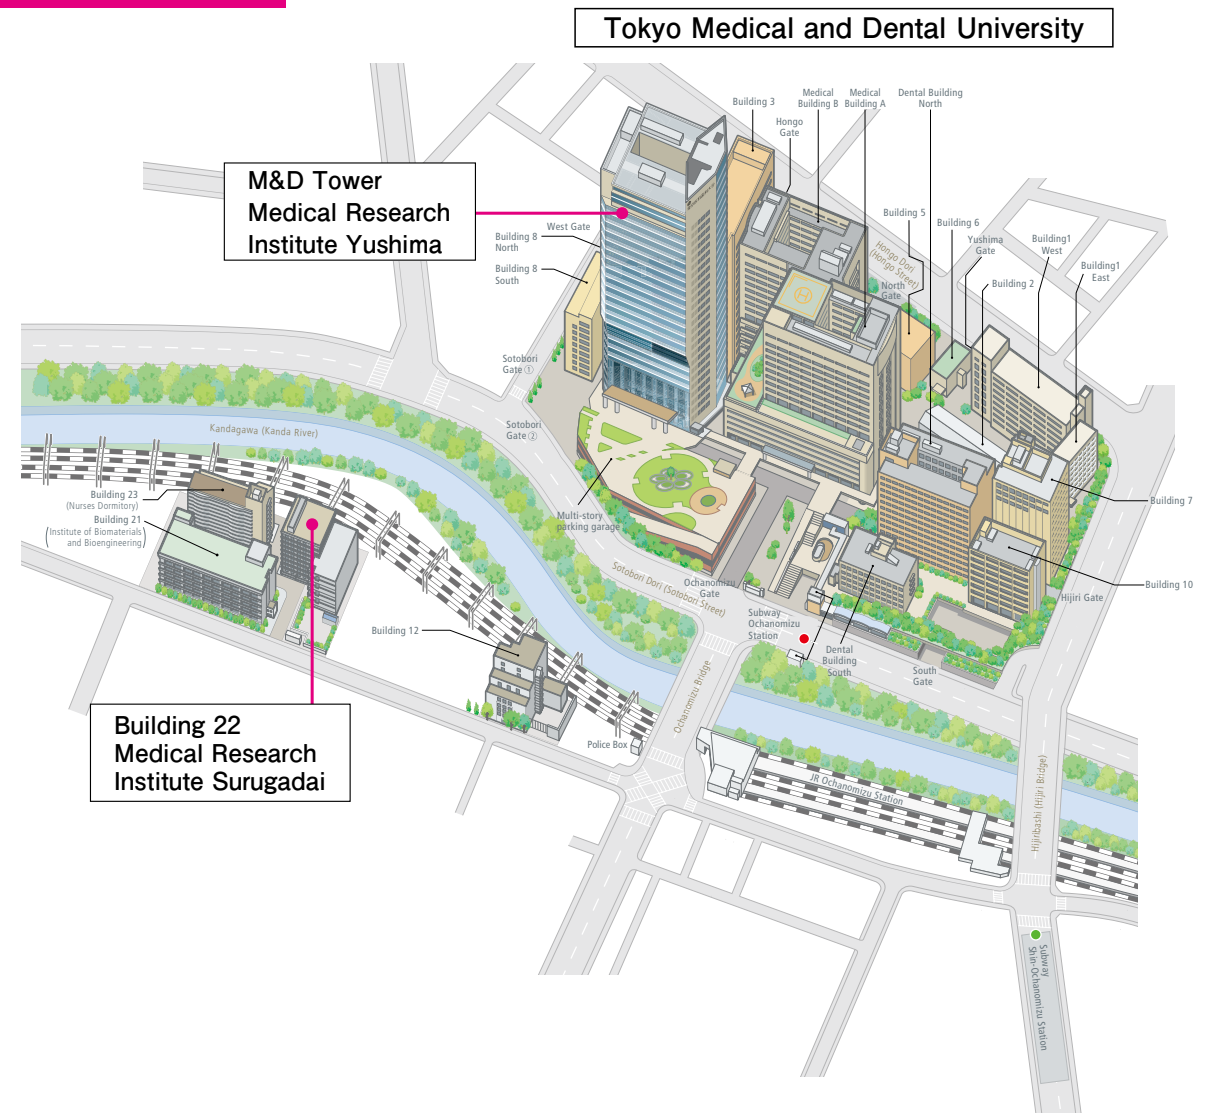 Tokyo Medical and Dental University
Building 3
Medical
Building B
Medical
Building A
Dental Building
North
Hongo
Gate
M&D Tower
Medical Research
Institute Yushima
West Gate
Building 8
North
Building 8
South
Building 5
Building 6
Yushima
Gate
Building1
West
Building1
East
Hongo Dori
(Hongo Street)
North
Gate
Building 2
Sotobori
Gate①
Sotobori
Gate②
Kandagawa (Kanda River)
Building 23
(Nurses Dormitory)
Building 21
(Institute of Biomaterials
and Bioengineering)
Multi-story
parking garage
Building 7
Building 10
Hijiri Gate
Sotobori Dori (Sotobori Street)
Ochanomizu
Gate
Subway
Ochanomizu
Station
Dental
Building
South
South
Gate
Building 12
Ochanomizu Bridge
Police Box
Building 22
Medical Research
Institute Surugadai
JR Ochanomizu Station
Hijiribashi (Hijiri Bridge)
Subway
Shin-Ochanomizu Station